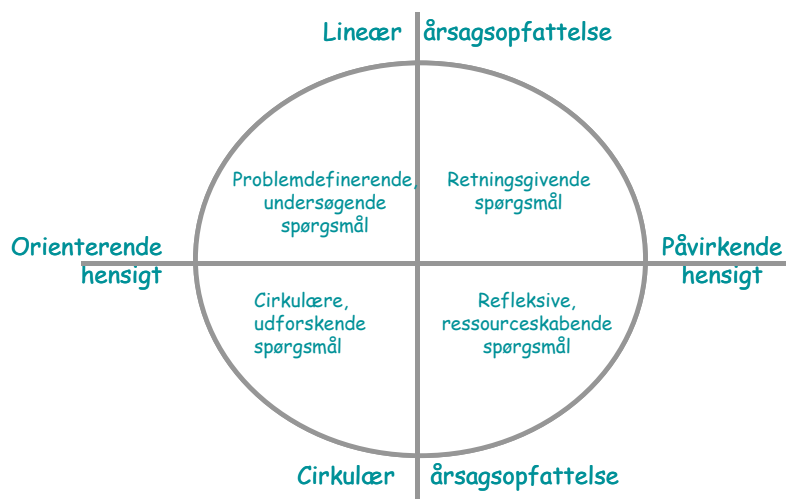 Lineær årsagsopfattelse
Problemdefinerende,
undersøgende
spørgsmål
Retningsgivende
spørgsmål
Orienterende
hensigt
Påvirkende
hensigt
Cirkulære,
udforskende
spørgsmål
Refleksive,
ressourceskabende
spørgsmål
Cirkulær årsagsopfattelse